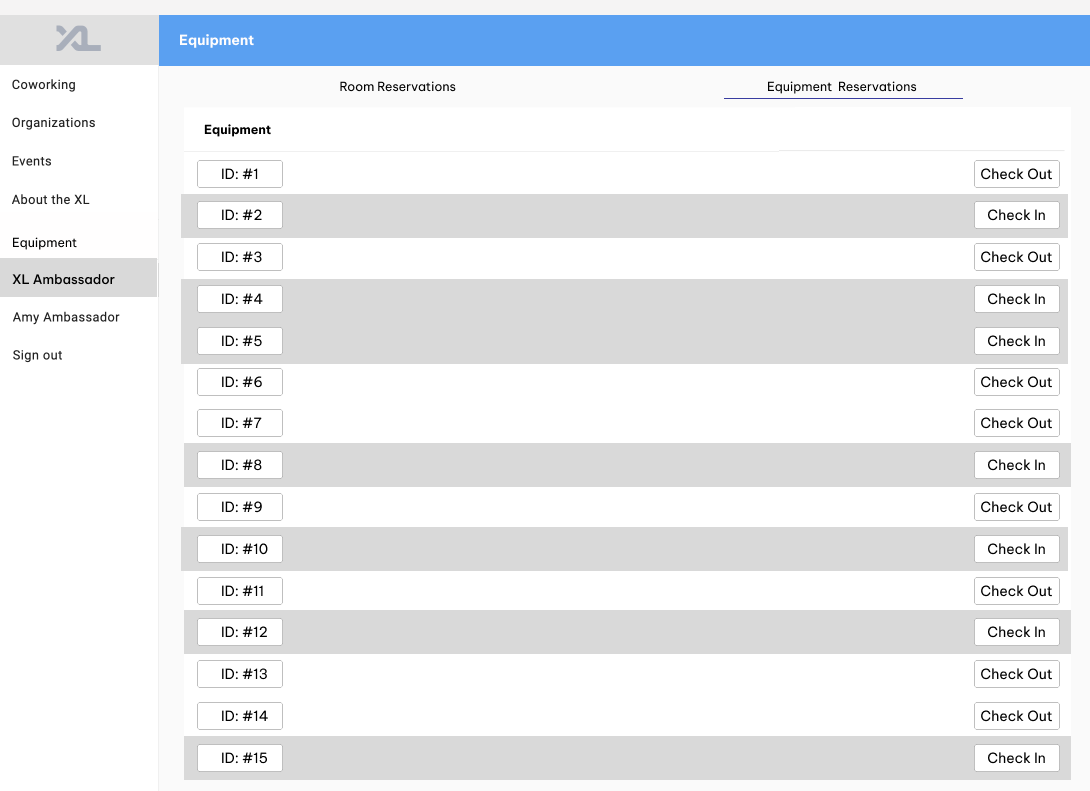 XL
Equipment
Coworking
Organizations
Events
About the XL
Equipment
XL Ambassador
Amy Ambassador
Sign out
Room Reservations Equipment Reservations
Equipment
ID: #1 Check Out
ID: #2 Check In
ID: #3 Check Out
ID: #4 Check In
ID: #5 Check In
ID: #6 Check Out
ID: #7 Check Out
ID: #8 Check In
ID: #9 Check Out
ID: #10 Check In
ID: #11 Check Out
ID: #12 Check In
ID: #13 Check Out
ID: #14 Check Out
ID: #15 Check In